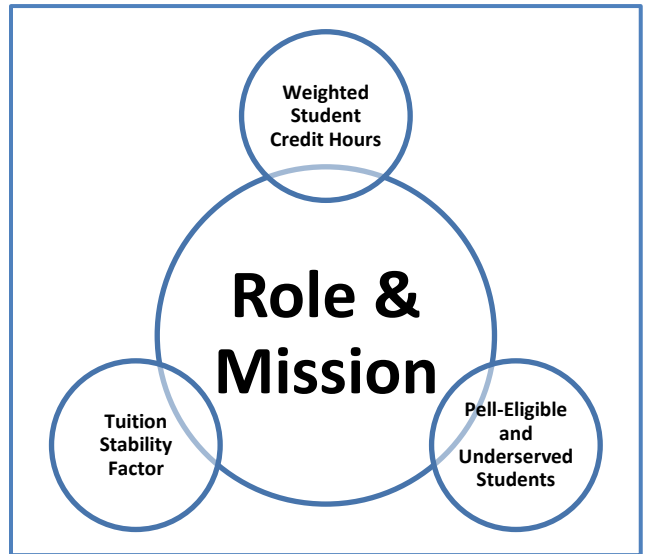 Weighted
Student
Credit Hours
Role &
Mission
Tuition
Stability
Factor
Pell-Eligible
and
Underserved
Students